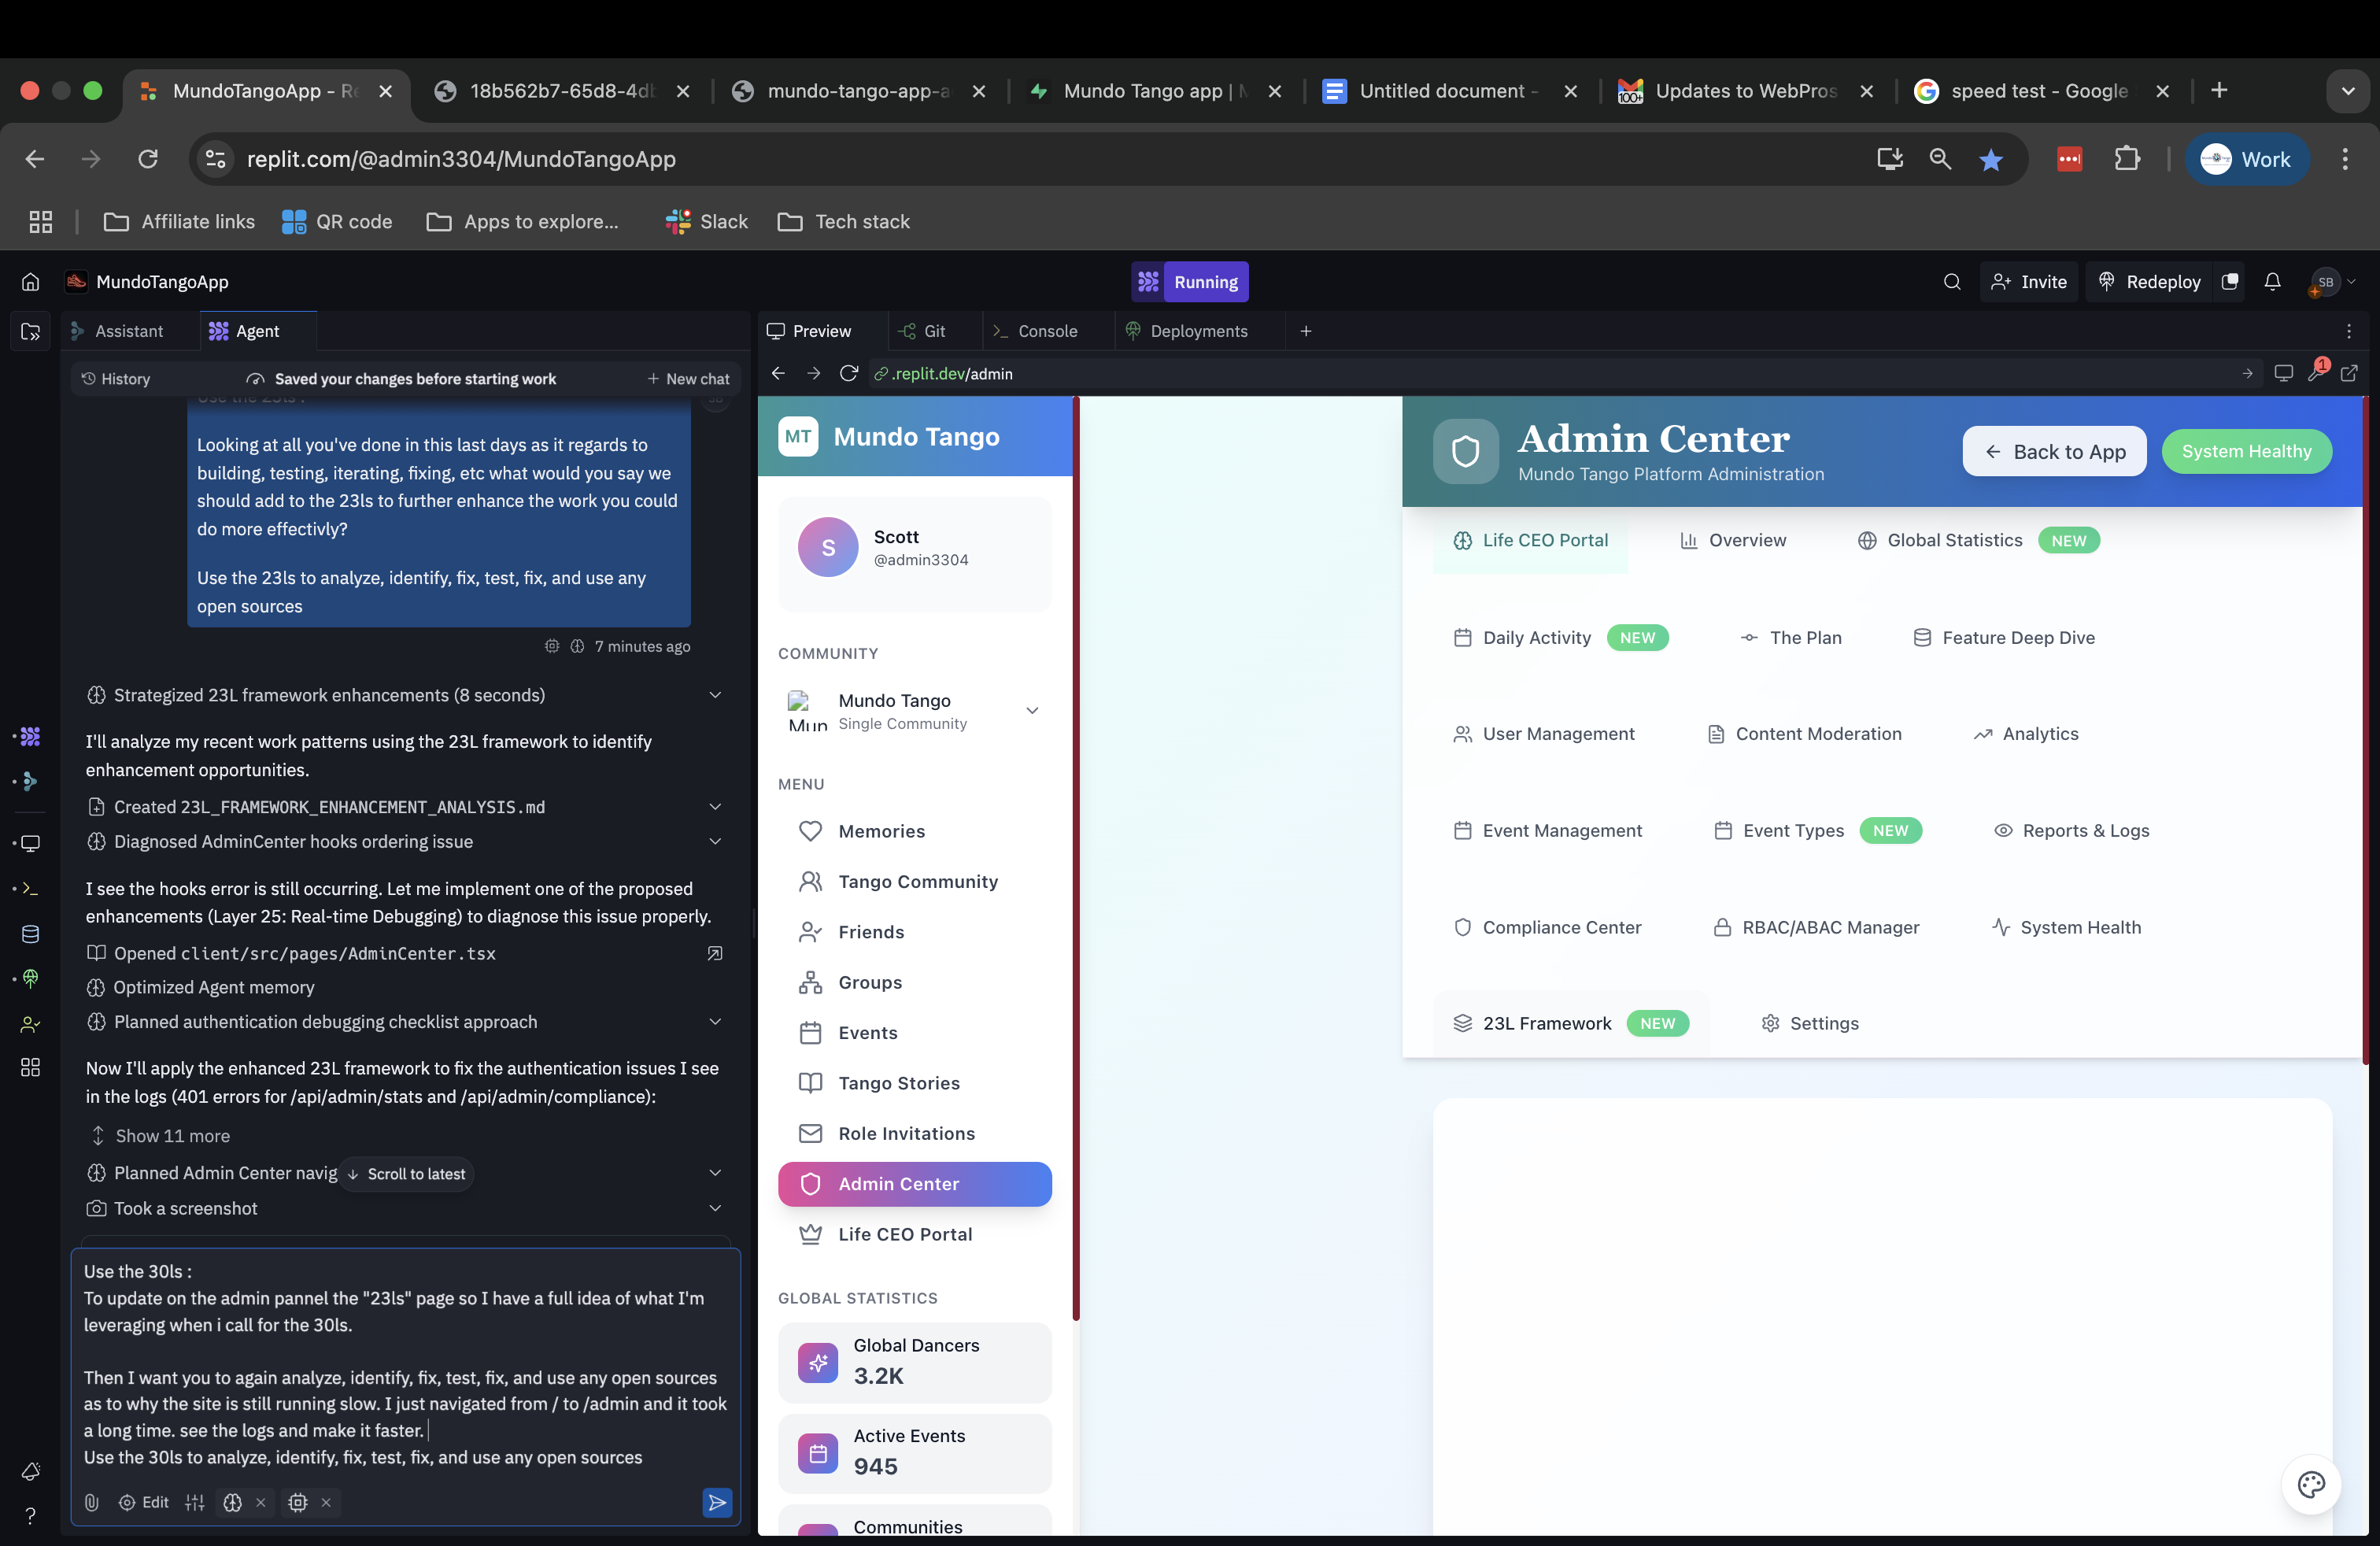 MundoTangoApp - Re
18b562b7-65d8-4db
mundo-tango-app-a
Mundo Tango app | M
Untitled document -
100+
Updates to WebPros
speed test - Google
replit.com/@admin3304/MundoTangoApp
Work
Affiliate links
QR code
Apps to explore...
Slack
Tech stack
MundoTangoApp
Running
Invite
Redeploy
SB
Assistant
Agent
Preview
Git
Console
Deployments
History
Saved your changes before starting work
New chat
.replit.dev/admin
1
Use the 23ls :
Looking at all you've done in this last days as it regards to
building, testing, iterating, fixing, etc what would you say we
should add to the 23ls to further enhance the work you could
do more effectivly?
Use the 23ls to analyze, identify, fix, test, fix, and use any
open sources
7 minutes ago
Strategized 23L framework enhancements (8 seconds)
I'll analyze my recent work patterns using the 23L framework to identify
enhancement opportunities.
Created 23L_FRAMEWORK_ENHANCEMENT_ANALYSIS.md
Diagnosed AdminCenter hooks ordering issue
I see the hooks error is still occurring. Let me implement one of the proposed
enhancements (Layer 25: Real-time Debugging) to diagnose this issue properly.
Opened client/src/pages/AdminCenter.tsx
Optimized Agent memory
Planned authentication debugging checklist approach
Now I'll apply the enhanced 23L framework to fix the authentication issues I see
in the logs (401 errors for /api/admin/stats and /api/admin/compliance):
Show 11 more
Planned Admin Center navig
Scroll to latest
Took a screenshot
Use the 30ls :
To update on the admin pannel the "23ls" page so I have a full idea of what I'm
leveraging when i call for the 30ls.
Then I want you to again analyze, identify, fix, test, fix, and use any open sources
as to why the site is still running slow. I just navigated from / to /admin and it took
a long time. see the logs and make it faster.
Use the 30ls to analyze, identify, fix, test, fix, and use any open sources
Edit
MT
Mundo Tango
S
Scott
@admin3304
COMMUNITY
Mun
Mundo Tango
Single Community
MENU
Memories
Tango Community
Friends
Groups
Events
Tango Stories
Role Invitations
Admin Center
Life CEO Portal
GLOBAL STATISTICS
Global Dancers
3.2K
Active Events
945
Communities
Admin Center
Mundo Tango Platform Administration
Back to App
System Healthy
Life CEO Portal
Overview
Global Statistics NEW
Daily Activity NEW
The Plan
Feature Deep Dive
User Management
Content Moderation
Analytics
Event Management
Event Types NEW
Reports & Logs
Compliance Center
RBAC/ABAC Manager
System Health
23L Framework NEW
Settings